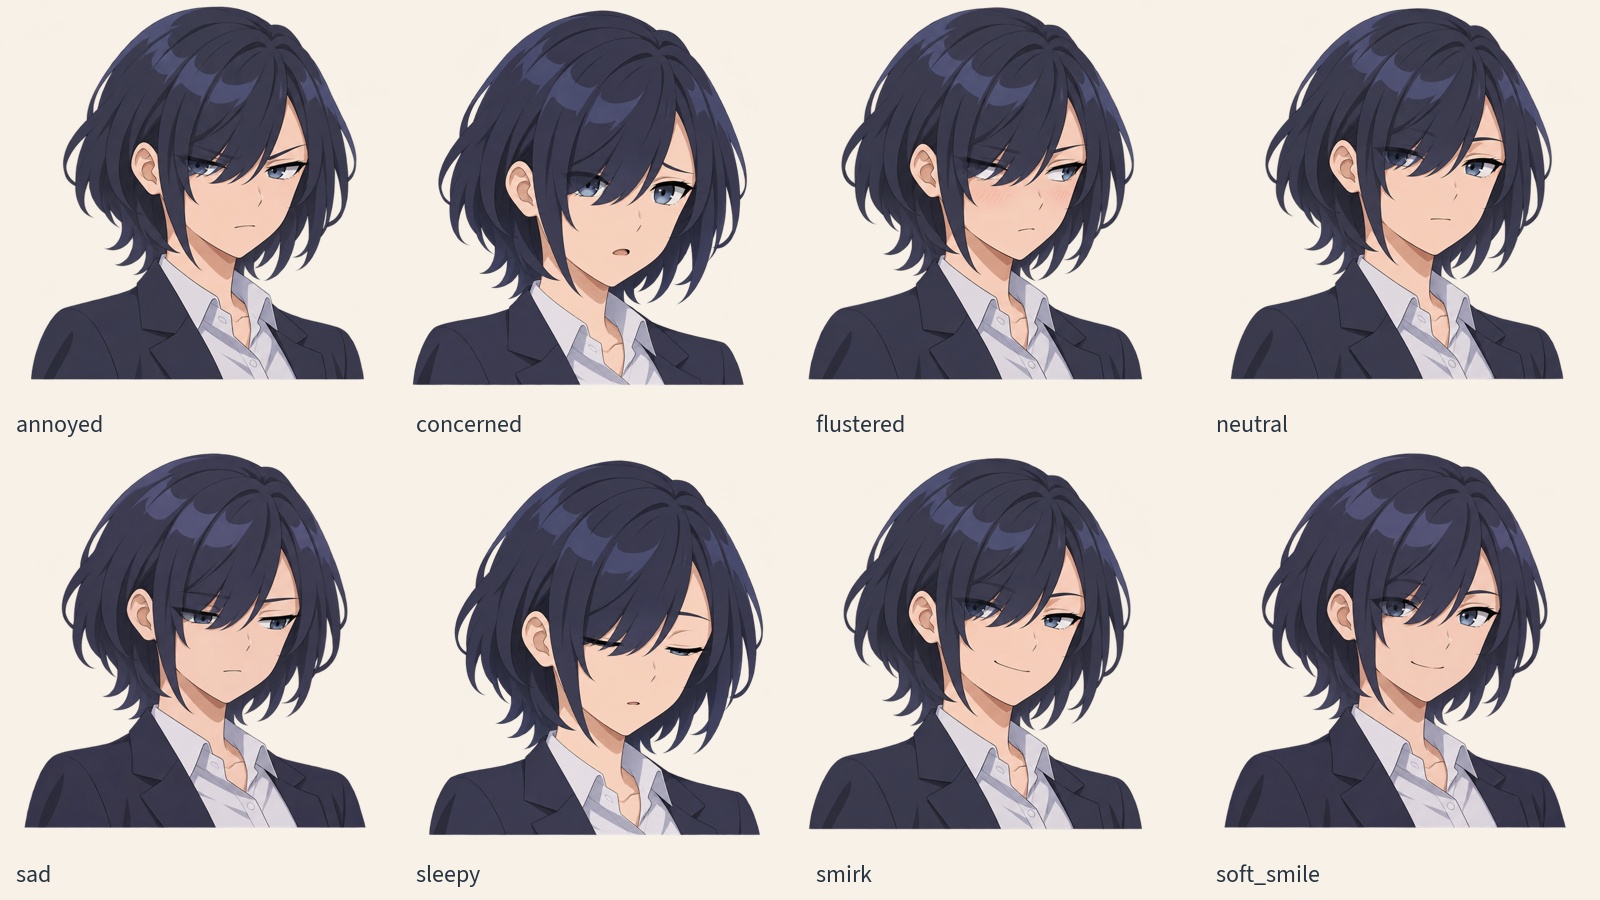 annoyed
concerned
flustered
neutral
sad
sleepy
smirk
soft_smile